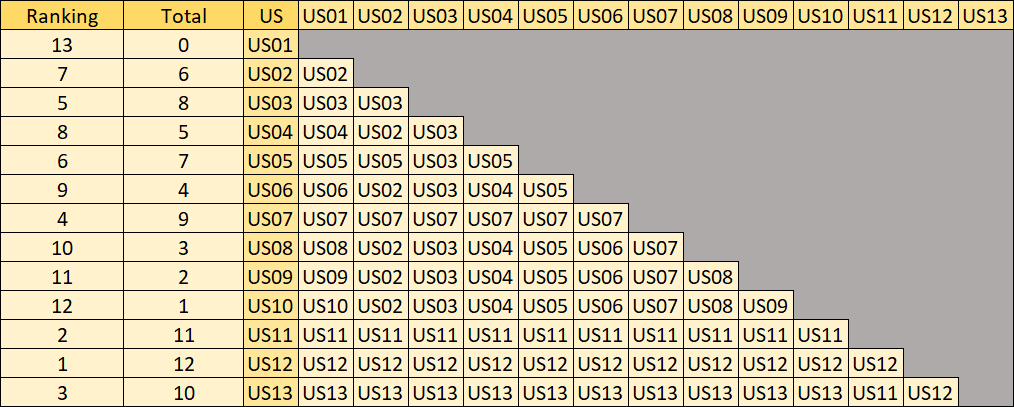 Ranking Total US US01 US02 US03 US04 US05 US06 US07 US08 US09 US10 US11 US12 US13
13 0 US01
7 6 US02 US02
5 8 US03 US03 US03
8 5 US04 US04 US02 US03
6 7 US05 US05 US05 US03 US05
9 4 US06 US06 US02 US03 US04 US05
4 9 US07 US07 US07 US07 US07 US07 US07
10 3 US08 US08 US02 US03 US04 US05 US06 US07
11 2 US09 US09 US02 US03 US04 US05 US06 US07 US08
12 1 US10 US10 US02 US03 US04 US05 US06 US07 US08 US09
2 11 US11 US11 US11 US11 US11 US11 US11 US11 US11 US11 US11
1 12 US12 US12 US12 US12 US12 US12 US12 US12 US12 US12 US12 US12
3 10 US13 US13 US13 US13 US13 US13 US13 US13 US13 US13 US13 US11 US12